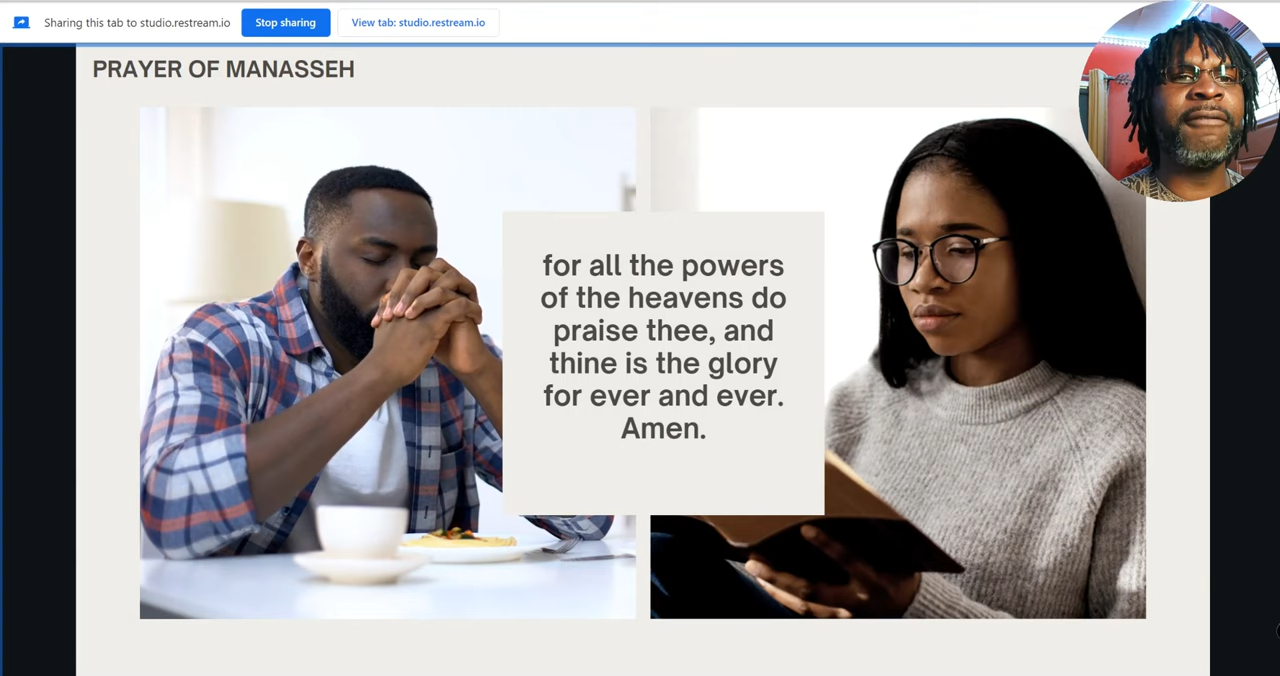 Sharing this tab to studio.restream.io
Stop sharing
View tab: studio.restream.io
PRAYER OF MANASSEH
for all the powers
of the heavens do
praise thee, and
thine is the glory
for ever and ever.
Amen.